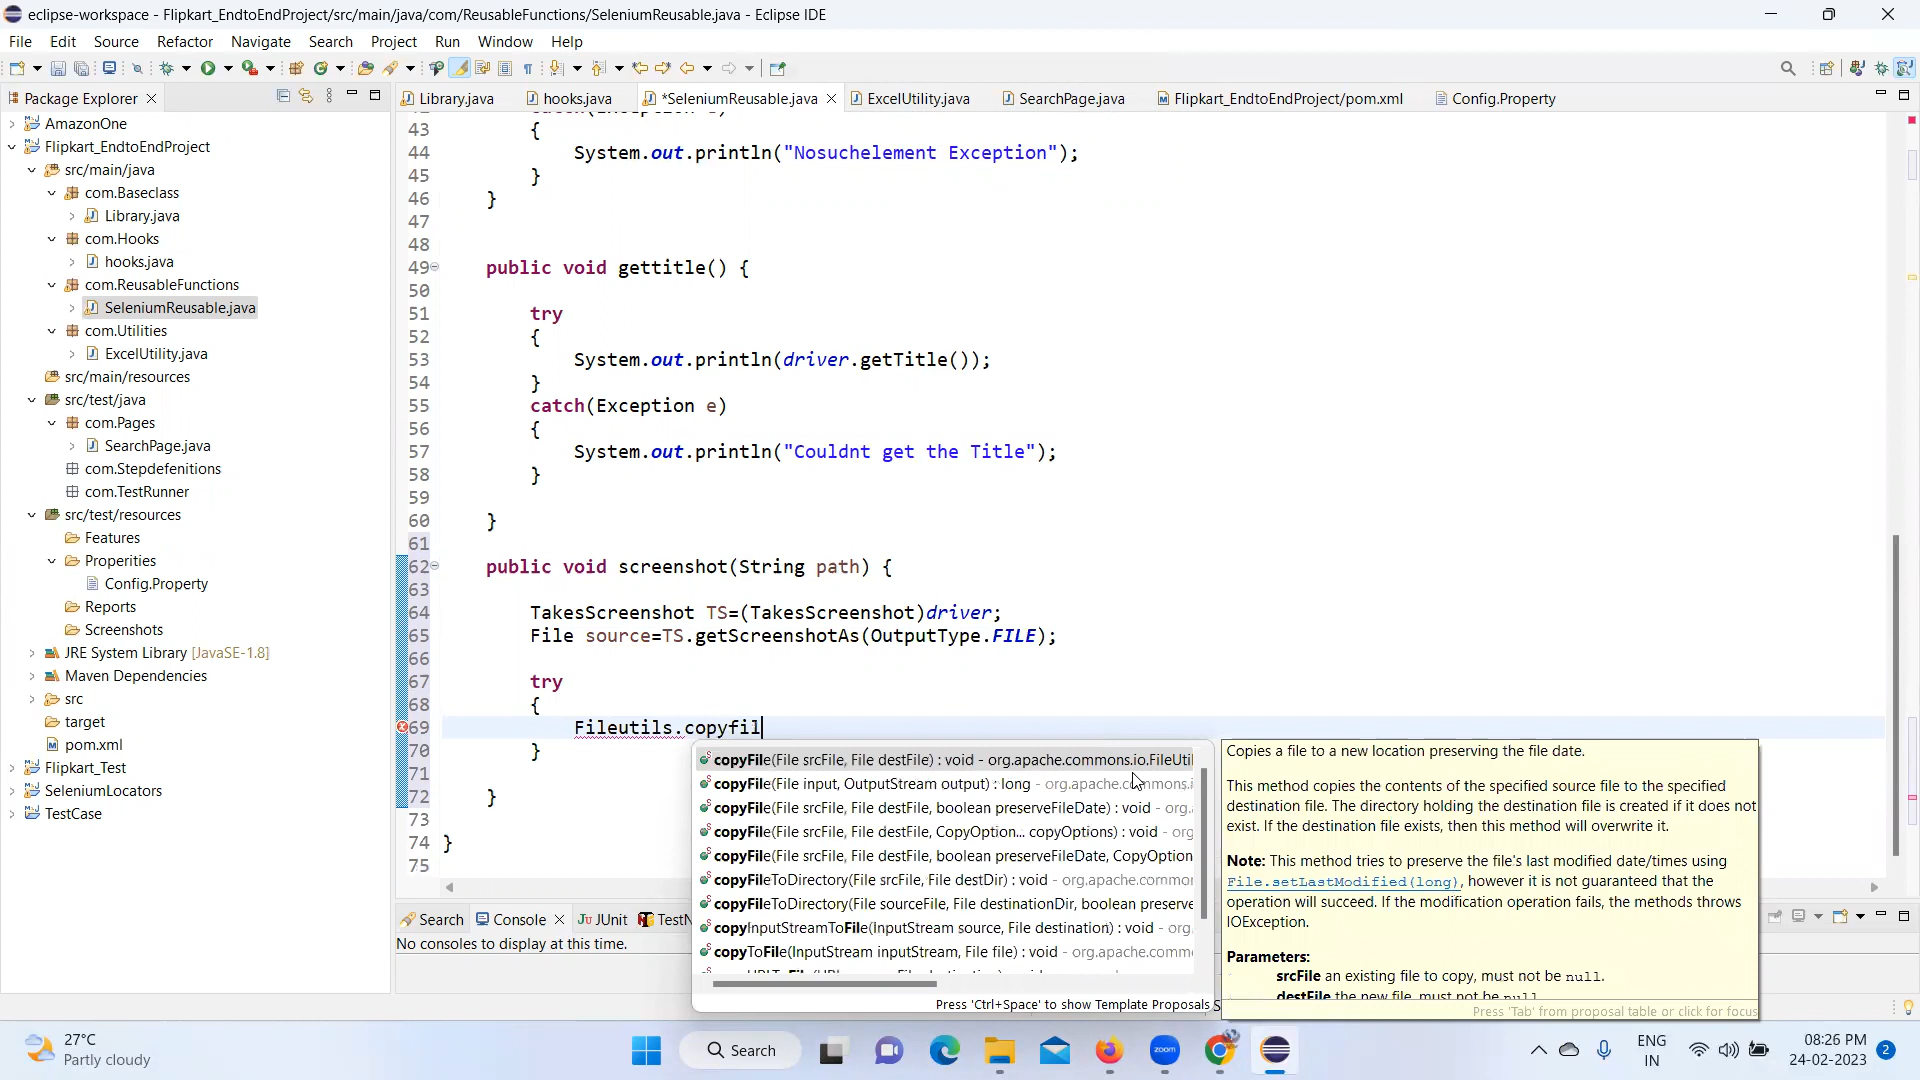 eclipse-workspace - Flipkart_EndtoEndProject/src/main/java/com/ReusableFunctions/SeleniumReusable.java - Eclipse IDE
File Edit Source Refactor Navigate Search Project Run Window Help
Package Explorer
Library.java hooks.java *SeleniumReusable.java ExcelUtility.java SearchPage.java Flipkart_EndtoEndProject/pom.xml Config.Property
AmazonOne
Flipkart_EndtoEndProject
src/main/java
com.Baseclass
Library.java
com.Hooks
hooks.java
com.ReusableFunctions
SeleniumReusable.java
com.Utilities
ExcelUtility.java
src/main/resources
src/test/java
com.Pages
SearchPage.java
com.Stepdefenitions
com.TestRunner
src/test/resources
Features
Properities
Config.Property
Reports
Screenshots
JRE System Library [JavaSE-1.8]
Maven Dependencies
src
target
pom.xml
Flipkart_Test
SeleniumLocators
TestCase
43 {
44 System.out.println("Nosuchelement Exception");
45 }
46 }
47
48
49 public void gettitle() {
50
51 try
52 {
53 System.out.println(driver.getTitle());
54 }
55 catch(Exception e)
56 {
57 System.out.println("Couldnt get the Title");
58 }
59
60 }
61
62 public void screenshot(String path) {
63
64 TakesScreenshot TS=(TakesScreenshot)driver;
65 File source=TS.getScreenshotAs(OutputType.FILE);
66
67 try
68 {
69 Fileutils.copyfil
70 }
71
72 }
73
74 }
75
copyFile(File srcFile, File destFile) : void - org.apache.commons.io.FileUti
copyFile(File input, OutputStream output) : long - org.apache.commons.i
copyFile(File srcFile, File destFile, boolean preserveFileDate) : void - org.
copyFile(File srcFile, File destFile, CopyOption... copyOptions) : void - org
copyFile(File srcFile, File destFile, boolean preserveFileDate, CopyOption
copyFileToDirectory(File srcFile, File destDir) : void - org.apache.commor
copyFileToDirectory(File sourceFile, File destinationDir, boolean preserve
copyInputStreamToFile(InputStream source, File destination) : void - org
copyToFile(InputStream inputStream, File file) : void - org.apache.comm
Press 'Ctrl+Space' to show Template Proposals
Copies a file to a new location preserving the file date.
This method copies the contents of the specified source file to the specified
destination file. The directory holding the destination file is created if it does not
exist. If the destination file exists, then this method will overwrite it.
Note: This method tries to preserve the file's last modified date/times using
File.setLastModified(long), however it is not guaranteed that the
operation will succeed. If the modification operation fails, the methods throws
IOException.
Parameters:
srcFile an existing file to copy, must not be null.
destFile the new file, must not be null.
Press 'Tab' from proposal table or click for focus
Search Console JUnit TestN
No consoles to display at this time.
27°C
Partly cloudy
Search
zoom
ENG
IN
08:26 PM
24-02-2023
2